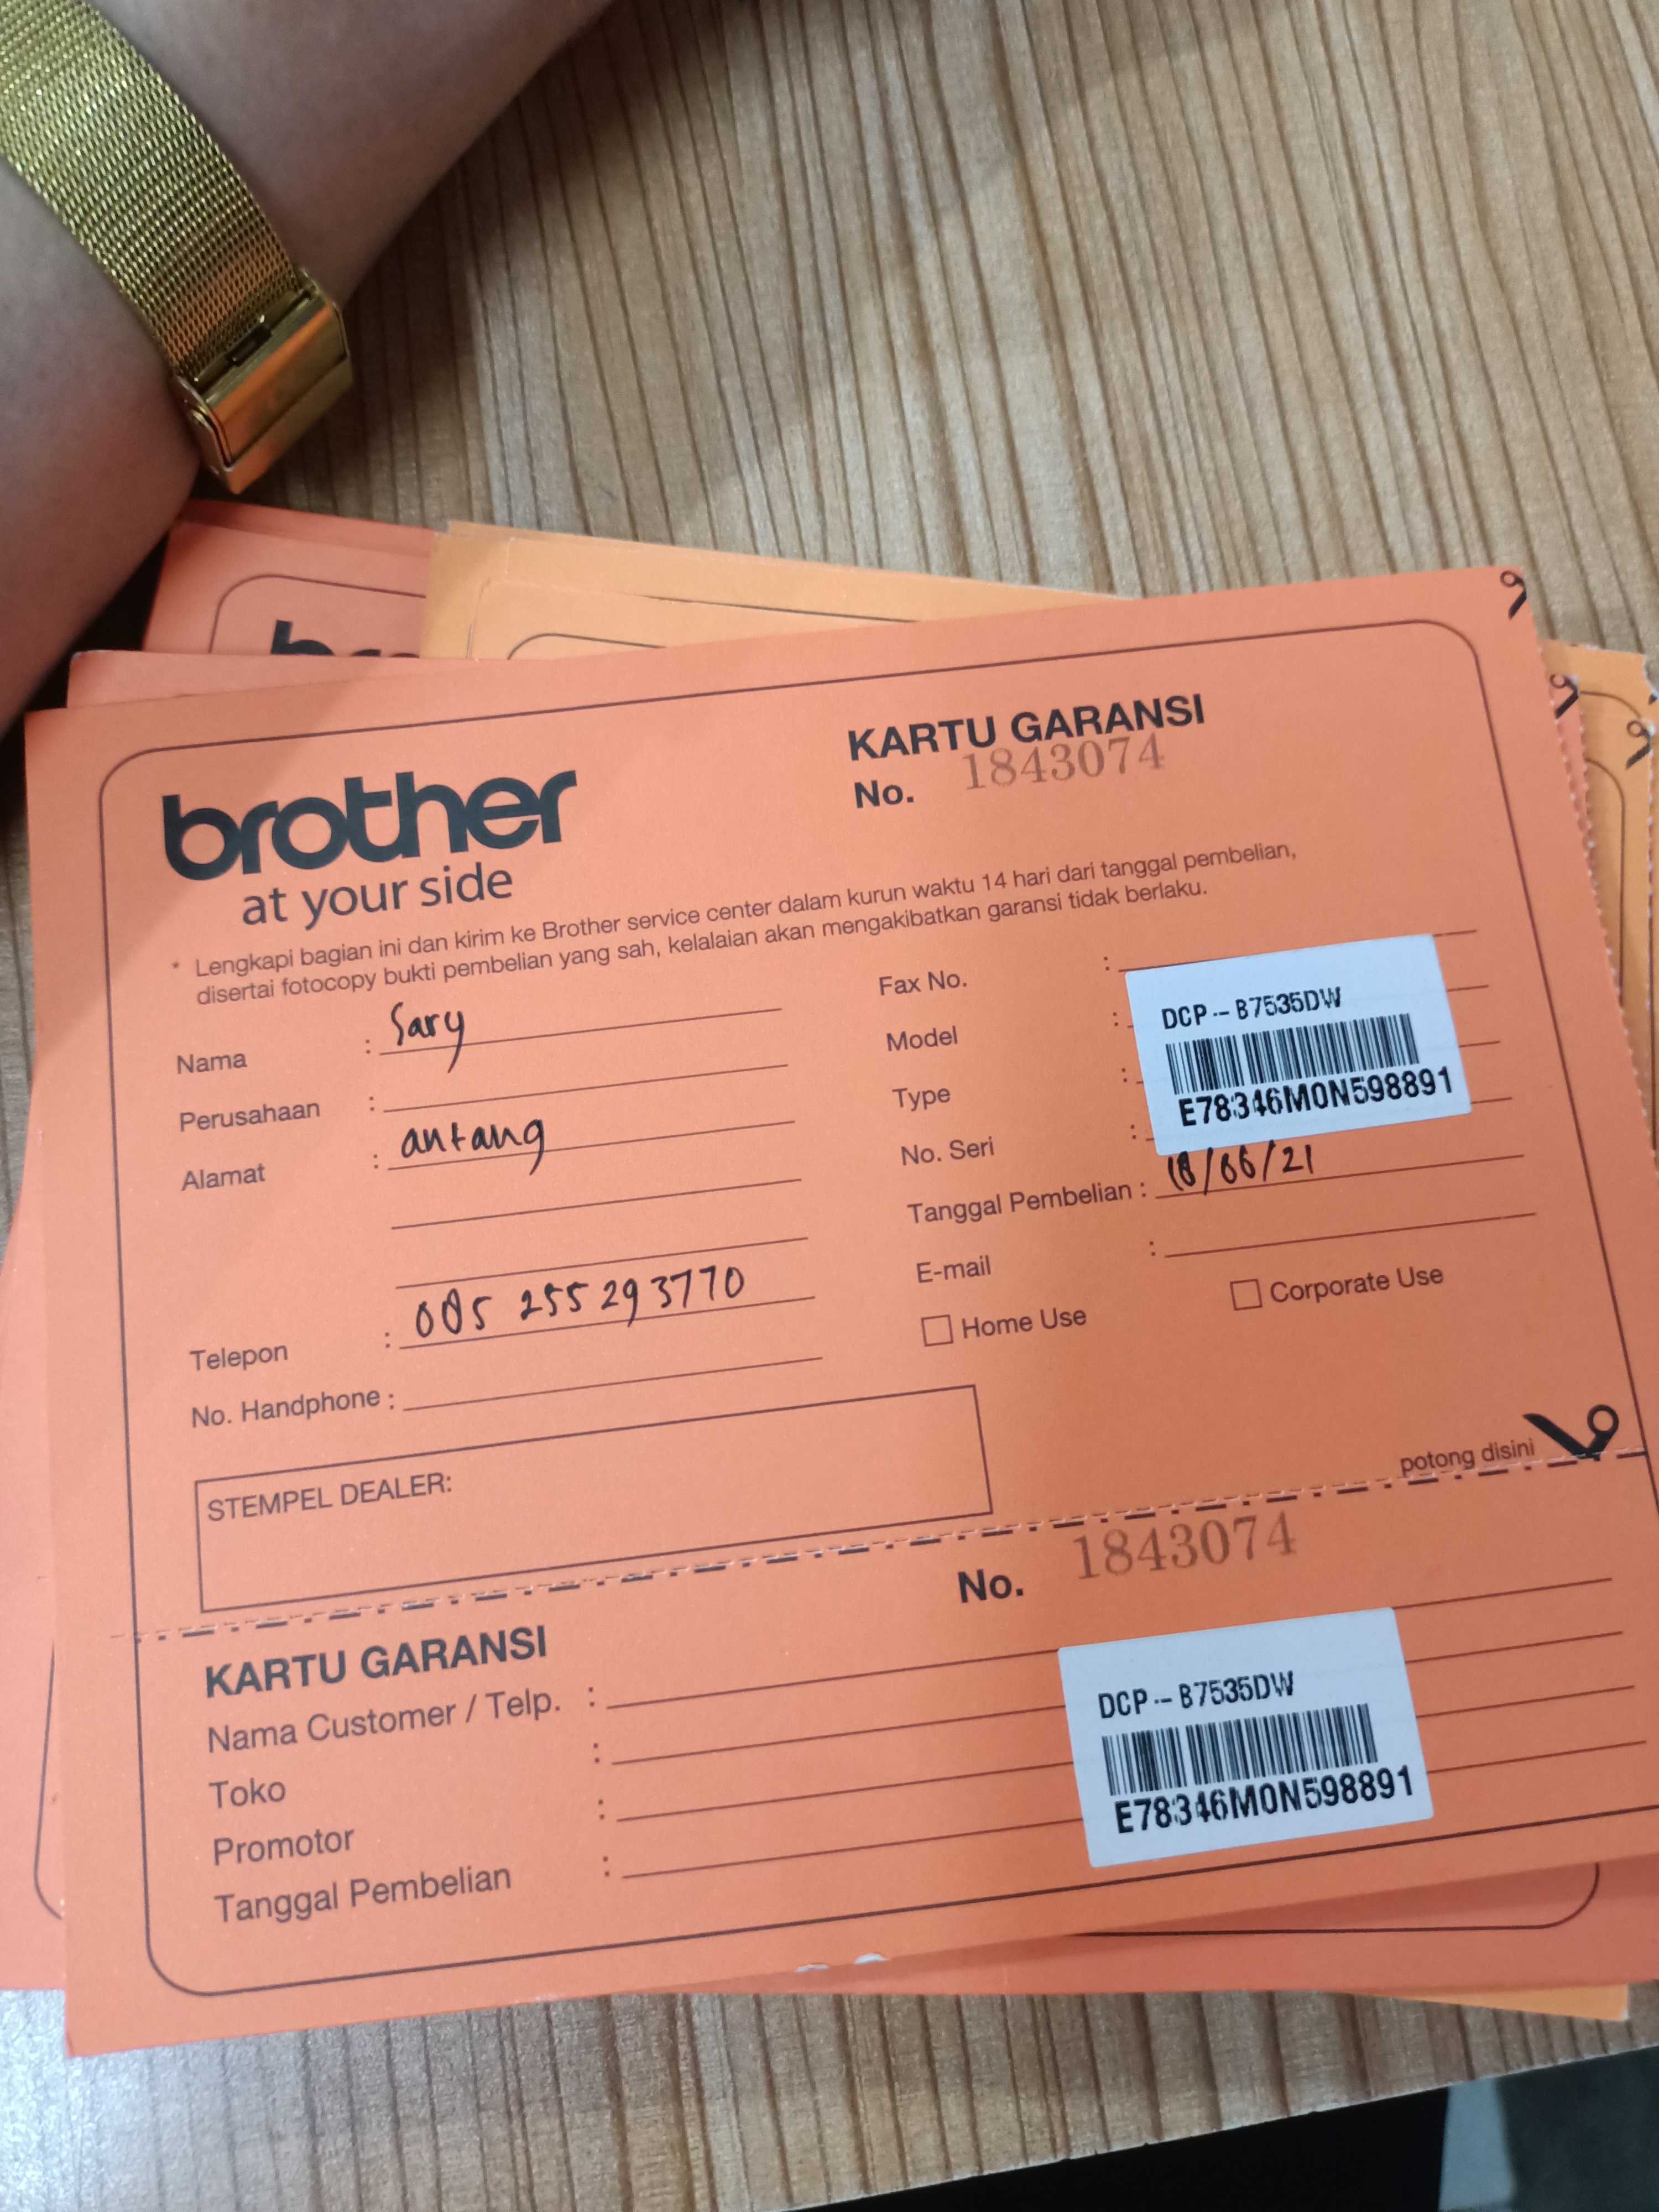 brother
at your side
KARTU GARANSI
No. 1843074
* Lengkapi bagian ini dan kirim ke Brother service center dalam kurun waktu 14 hari dari tanggal pembelian,
disertai fotocopy bukti pembelian yang sah, kelalaian akan mengakibatkan garansi tidak berlaku.
Nama : Sary
Perusahaan :
Alamat : antang
Telepon : 085 255 293770
No. Handphone :
Fax No. :
Model :
Type :
No. Seri :
DCP-B7535DW
E78346M0N598891
Tanggal Pembelian : 18/06/21
E-mail :
Home Use
Corporate Use
STEMPEL DEALER:
potong disini
No. 1843074
KARTU GARANSI
Nama Customer / Telp. :
Toko :
Promotor :
Tanggal Pembelian :
DCP-B7535DW
E78346M0N598891